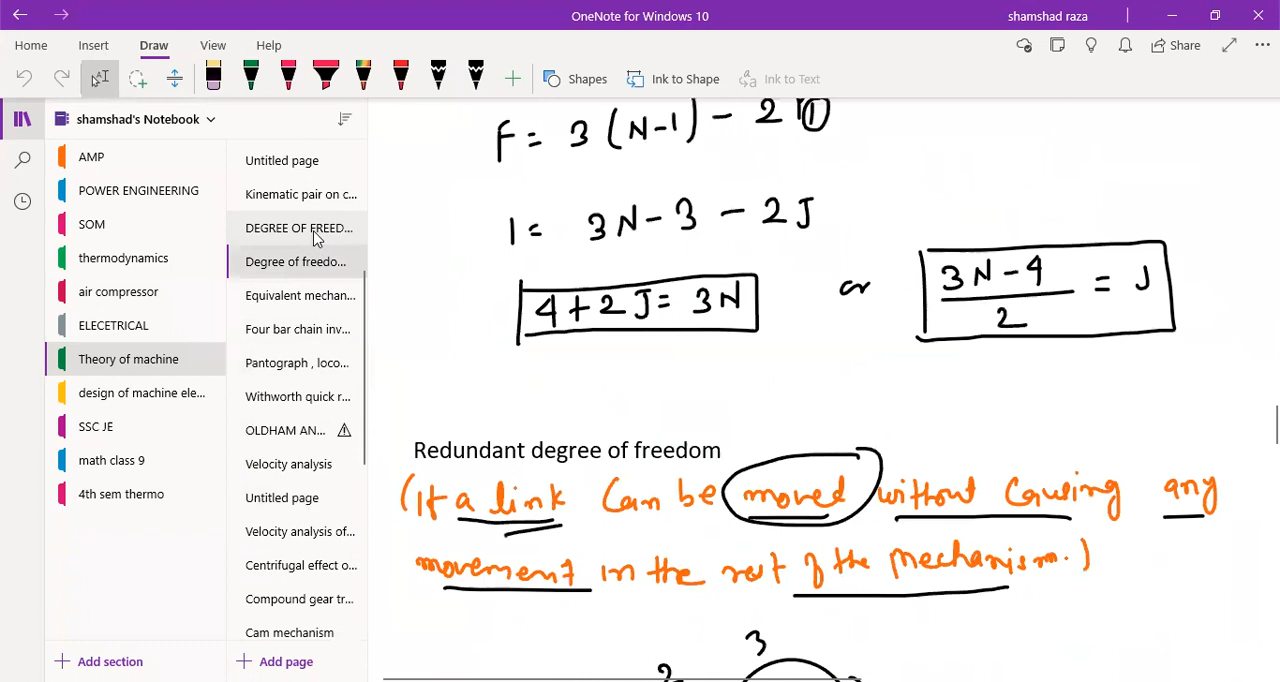 OneNote for Windows 10
shamshad raza
Home Insert Draw View Help
Share
Shapes
Ink to Shape
Ink to Text
shamshad's Notebook
AMP
POWER ENGINEERING
SOM
thermodynamics
air compressor
ELECETRICAL
Theory of machine
design of machine ele...
SSC JE
math class 9
4th sem thermo
Add section
Untitled page
Kinematic pair on c...
DEGREE OF FREED...
Degree of freedo...
Equivalent mechan...
Four bar chain inv...
Pantograph , loco...
Withworth quick r...
OLDHAM AN...
Velocity analysis
Untitled page
Velocity analysis of...
Centrifugal effect o...
Compound gear tr...
Cam mechanism
Add page
F = 3 (N-1) - 2
1 = 3N - 3 - 2J
4 + 2J = 3N or 3N-4/2 = J
Redundant degree of freedom
(If a link can be moved without causing any
movement in the rest of the mechanism.)
3
2